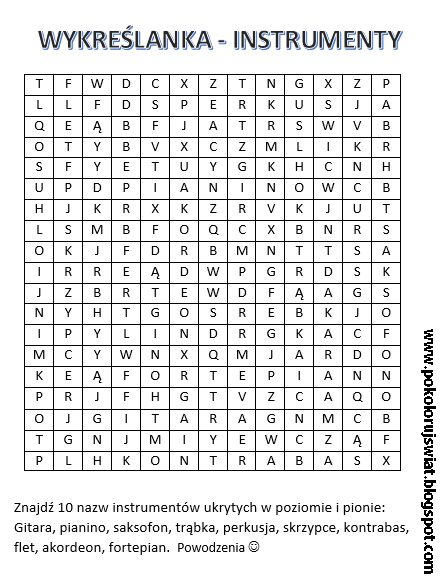 WYKREŚLANKA - INSTRUMENTY
T F W D C X Z T N G X Z P
L L F D S P E R K U S J A
Q E Ą B F J A T R S W V B
O T Y B V X C Z M L I K R
S F Y E T U Y G K H C N H
U P D P I A N I N O W C B
H J K R X K Z R V K J U T
L S M B F O Q C X B N R S
O K J F D R B M N T T S A
I R R E Ą D W P G R D S K
J Z B R T E W D F Ą A G S
N Y H T G O S R E B K J O
I P Y L I N D R G K A C F
M C Y W N X Q M J A R D O
K E Ą F O R T E P I A N N
P R J F H G T V Z C A Q O
O J G I T A R A G N M C B
T G N J M I Y E W C Z Ą F
P L H K O N T R A B A S X
Znajdź 10 nazw instrumentów ukrytych w poziomie i pionie:
Gitara, pianino, saksofon, trąbka, perkusja, skrzypce, kontrabas,
flet, akordeon, fortepian. Powodzenia ☺
www.pokolorujswiat.blogspot.com